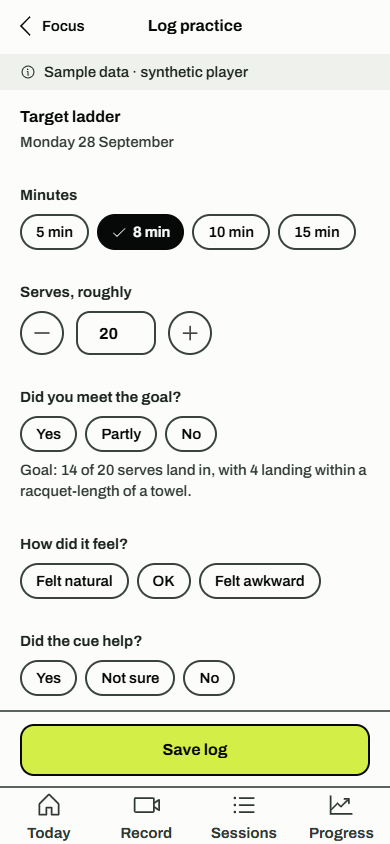 Focus
Log practice
Sample data · synthetic player
Target ladder
Monday 28 September
Minutes
5 min
8 min
10 min
15 min
Serves, roughly
20
Did you meet the goal?
Yes
Partly
No
Goal: 14 of 20 serves land in, with 4 landing within a
racquet-length of a towel.
How did it feel?
Felt natural
OK
Felt awkward
Did the cue help?
Yes
Not sure
No
Save log
Today
Record
Sessions
Progress